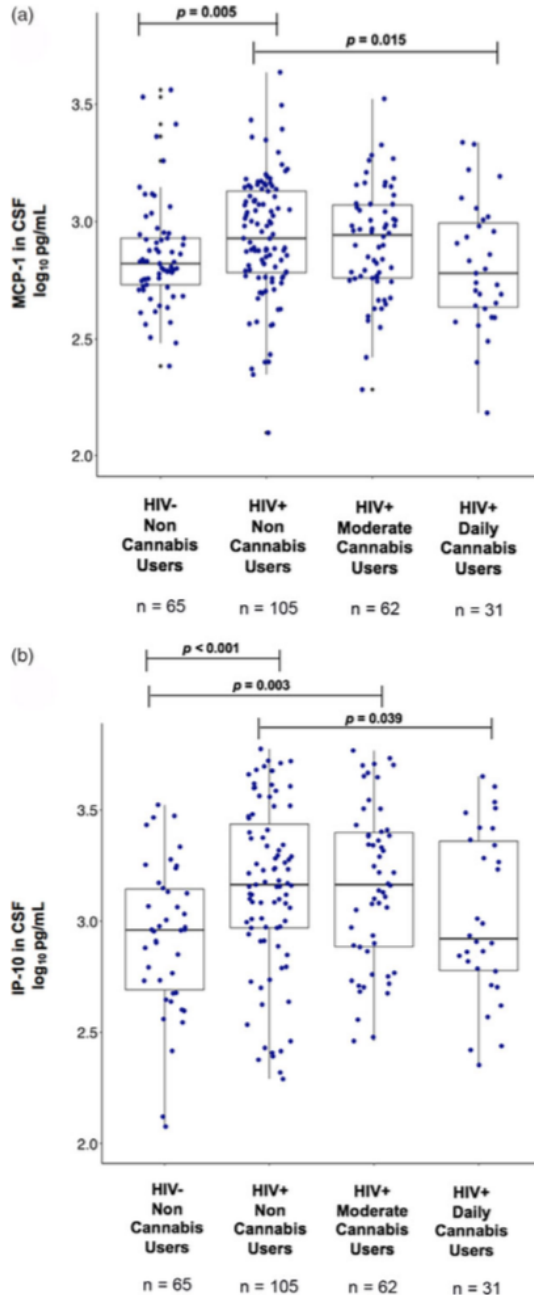 (a)
p = 0.005
p = 0.015
3.5
3.0
2.5
2.0
MCP-1 in CSF
log10 pg/mL
HIV- HIV+ HIV+ HIV+
Non Non Moderate Daily
Cannabis Cannabis Cannabis Cannabis
Users Users Users Users
n = 65 n = 105 n = 62 n = 31
(b)
p < 0.001
p = 0.003
p = 0.039
3.5
3.0
2.5
2.0
IP-10 in CSF
log10 pg/mL
HIV- HIV+ HIV+ HIV+
Non Non Moderate Daily
Cannabis Cannabis Cannabis Cannabis
Users Users Users Users
n = 65 n = 105 n = 62 n = 31